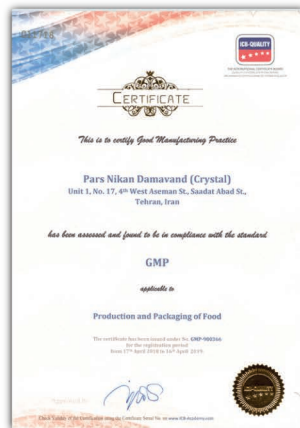 ICB-QUALITY
CERTIFICATE
This is to certify Good Manufacturing Practice
Pars Nikan Damavand (Crystal)
Unit 1, No. 17, 4th West Aseman St., Saadat Abad St.,
Tehran, Iran
has been assessed and found to be in compliance with the standard
GMP
applicable to
Production and Packaging of Food
The certificate has been issued under No. GMP-980366
for the registration period
from 17th April 2018 to 16th April 2019